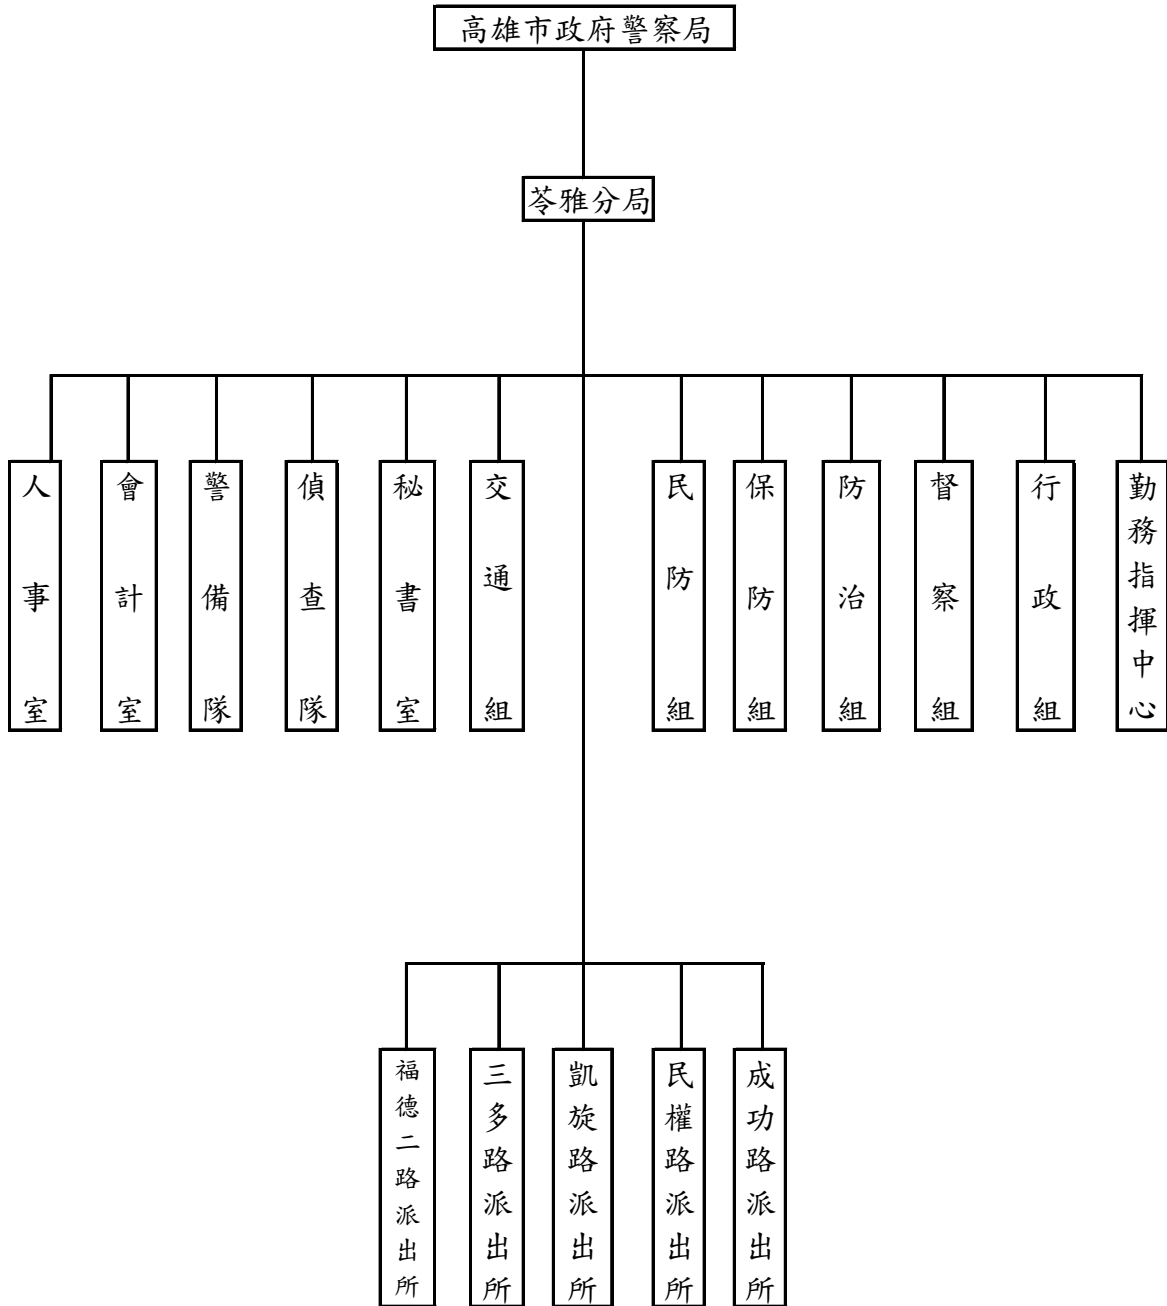 高雄市政府警察局
苓雅分局
人事室
會計室
警備隊
偵查隊
秘書室
交通組
民防組
保防組
防治組
督察組
行政組
勤務指揮中心
福德二路派出所
三多路派出所
凱旋路派出所
民權路派出所
成功路派出所